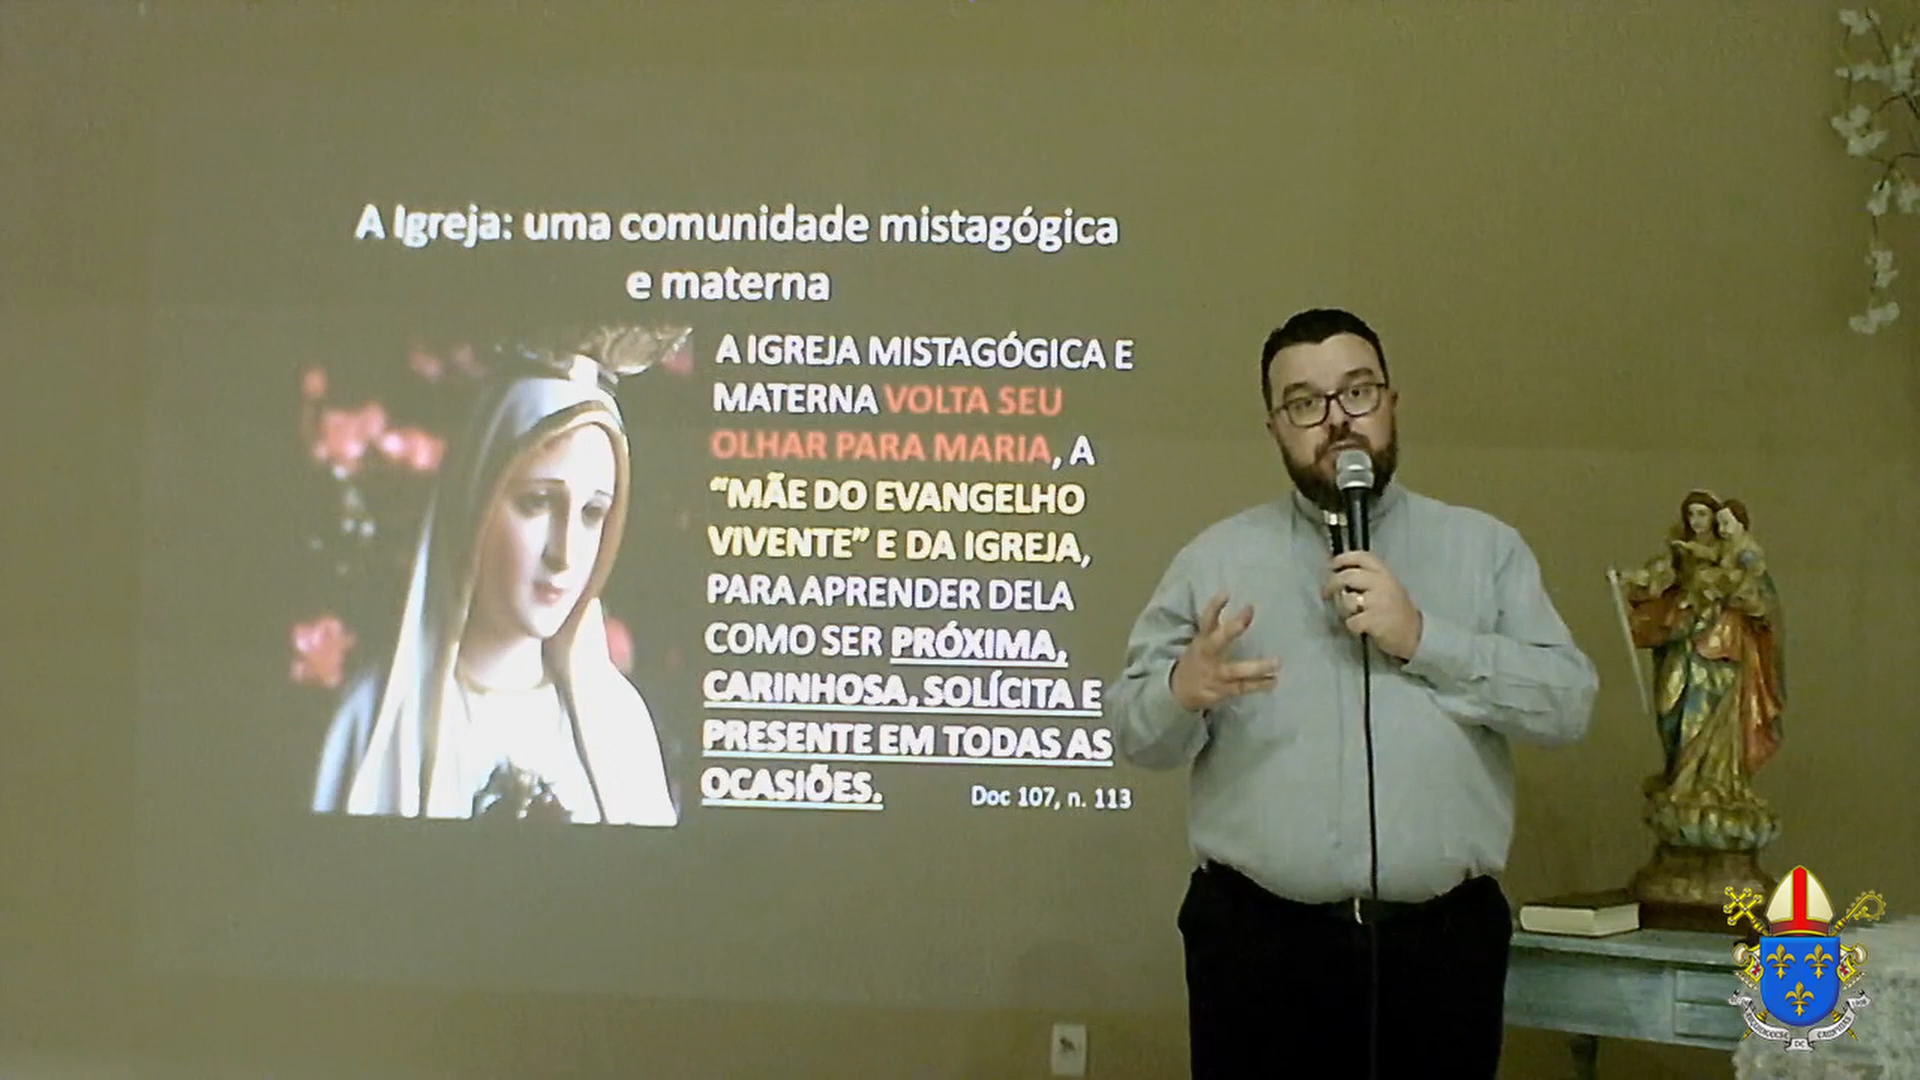 A Igreja: uma comunidade mistagógica
e materna
A IGREJA MISTAGÓGICA E
MATERNA VOLTA SEU
OLHAR PARA MARIA, A
“MÃE DO EVANGELHO
VIVENTE” E DA IGREJA,
PARA APRENDER DELA
COMO SER PRÓXIMA,
CARINHOSA, SOLÍCITA E
PRESENTE EM TODAS AS
OCASIÕES.
Doc 107, n. 113